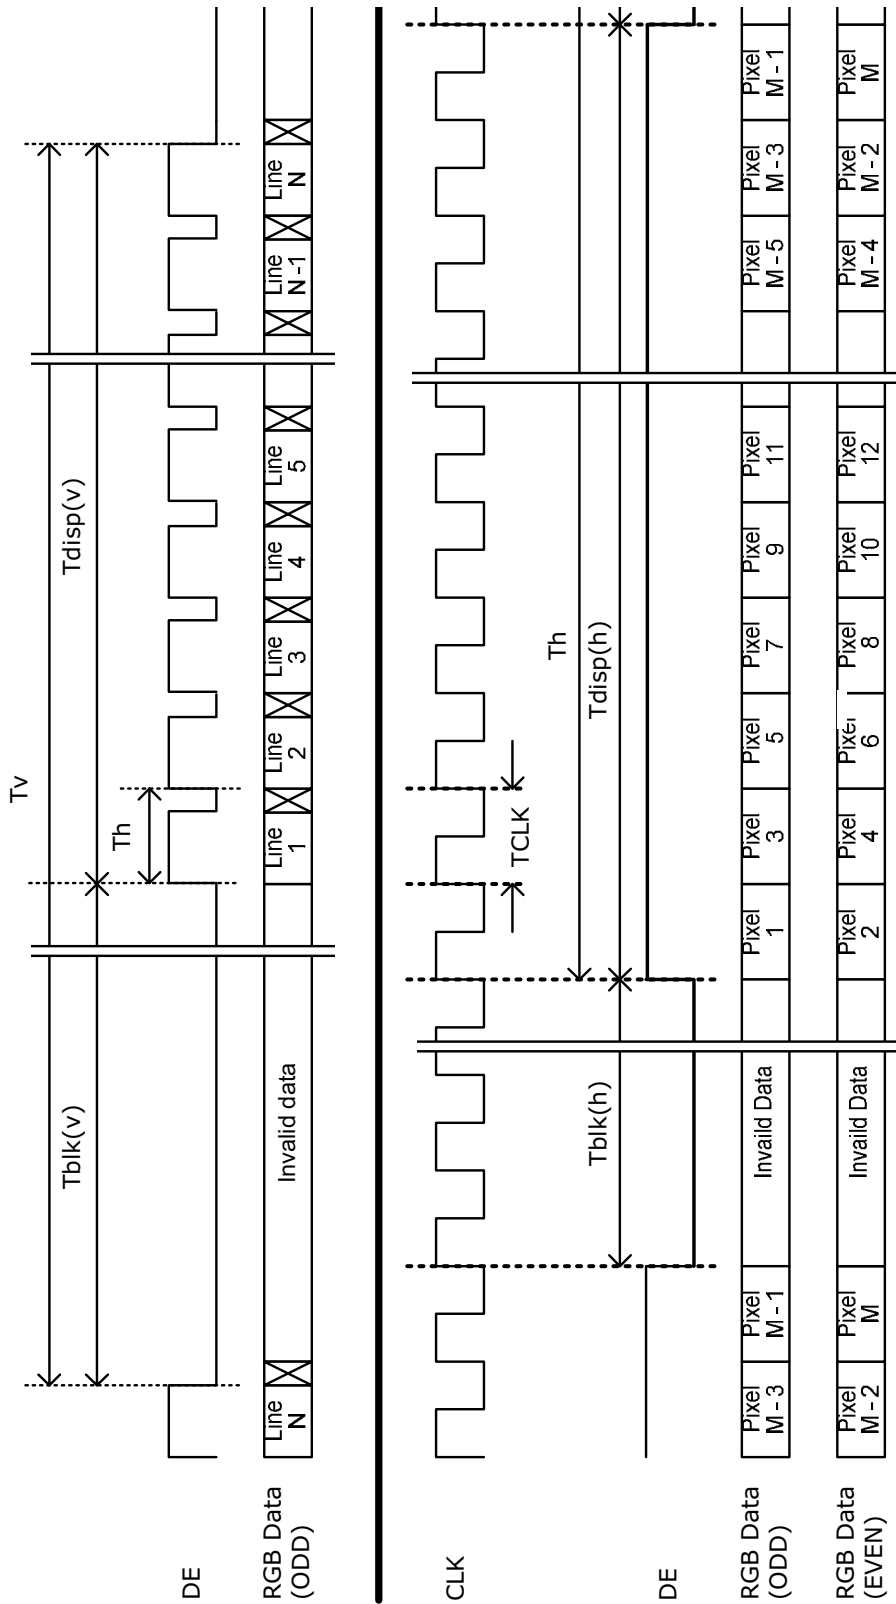 Tv
Tblk(v)
Tdisp(v)
Th
DE
RGB Data
(ODD)
Line
N
Invalid data
Line
1
Line
2
Line
3
Line
4
Line
5
Line
N-1
Line
N
CLK
TCLK
Th
Tblk(h)
Tdisp(h)
DE
RGB Data
(ODD)
Pixel
M - 3
Pixel
M - 1
Invaild Data
Pixel
1
Pixel
3
Pixel
5
Pixel
7
Pixel
9
Pixel
11
Pixel
M - 5
Pixel
M - 3
Pixel
M - 1
RGB Data
(EVEN)
Pixel
M - 2
Pixel
M
Invaild Data
Pixel
2
Pixel
4
Pixel
6
Pixel
8
Pixel
10
Pixel
12
Pixel
M - 4
Pixel
M - 2
Pixel
M